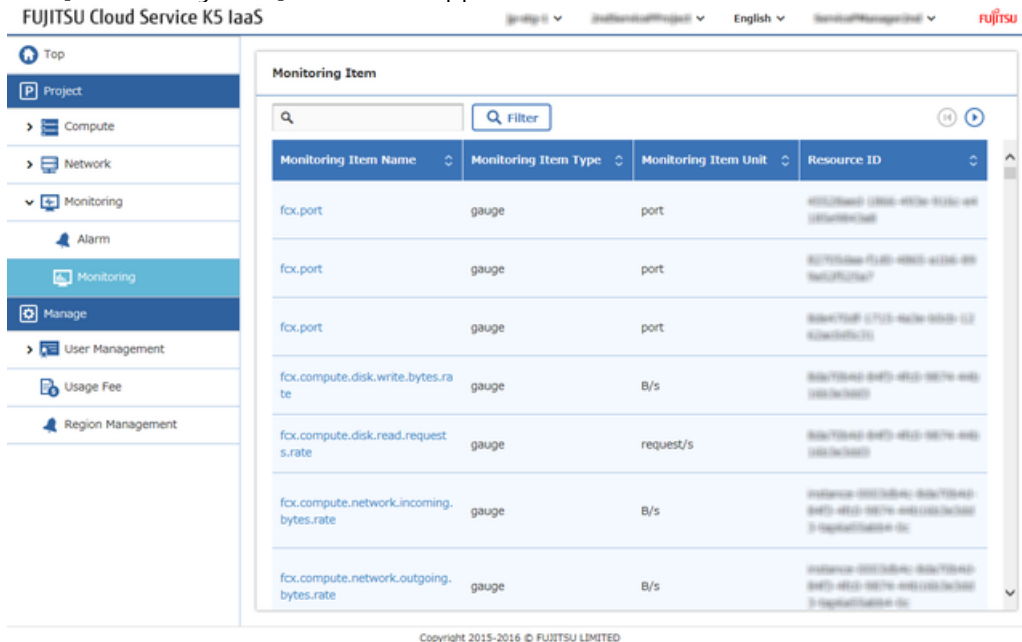 FUJITSU Cloud Service K5 IaaS
English
FUJITSU
Top
Project
Compute
Network
Monitoring
Alarm
Monitoring
Manage
User Management
Usage Fee
Region Management
Monitoring Item
Filter
Monitoring Item Name Monitoring Item Type Monitoring Item Unit Resource ID
fcx.port gauge port
fcx.port gauge port
fcx.port gauge port
fcx.compute.disk.write.bytes.ra
te
gauge B/s
fcx.compute.disk.read.request
s.rate
gauge request/s
fcx.compute.network.incoming.
bytes.rate
gauge B/s
fcx.compute.network.outgoing.
bytes.rate
gauge B/s
Copyright 2015-2016 © FUJITSU LIMITED